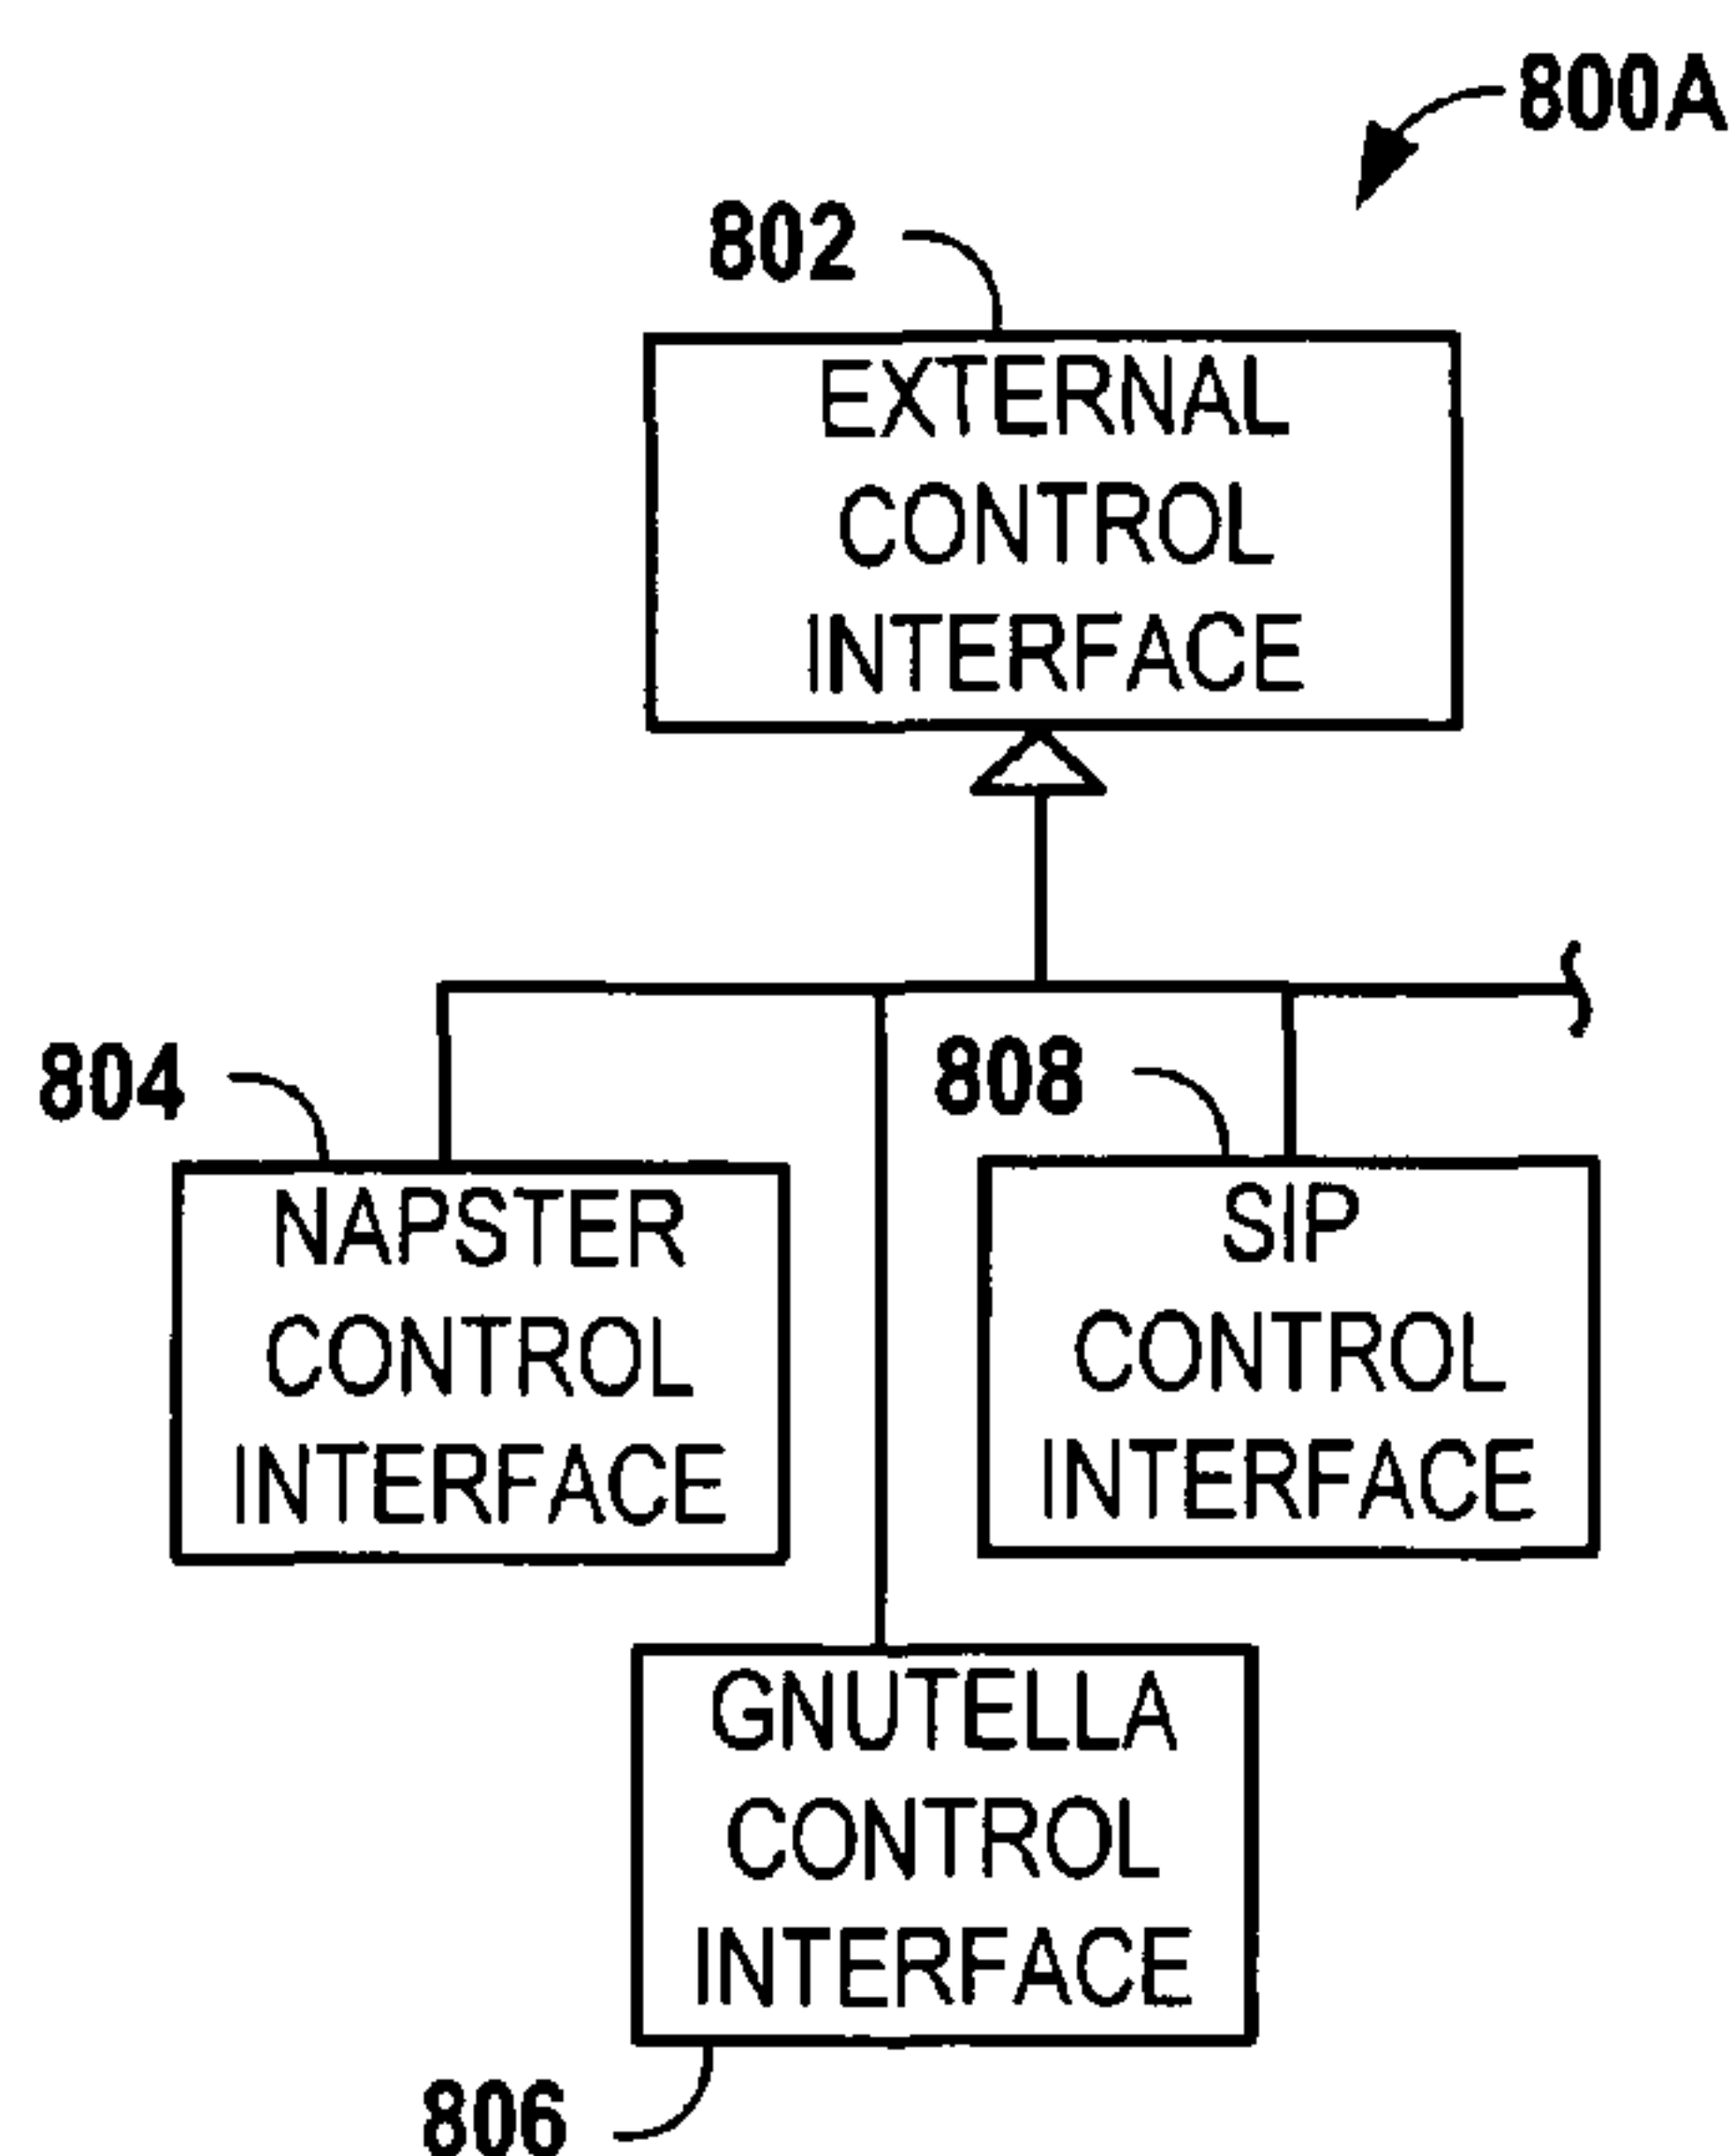 800A
802
EXTERNAL
CONTROL
INTERFACE
804
NAPSTER
CONTROL
INTERFACE
808
SIP
CONTROL
INTERFACE
GNUTELLA
CONTROL
INTERFACE
806